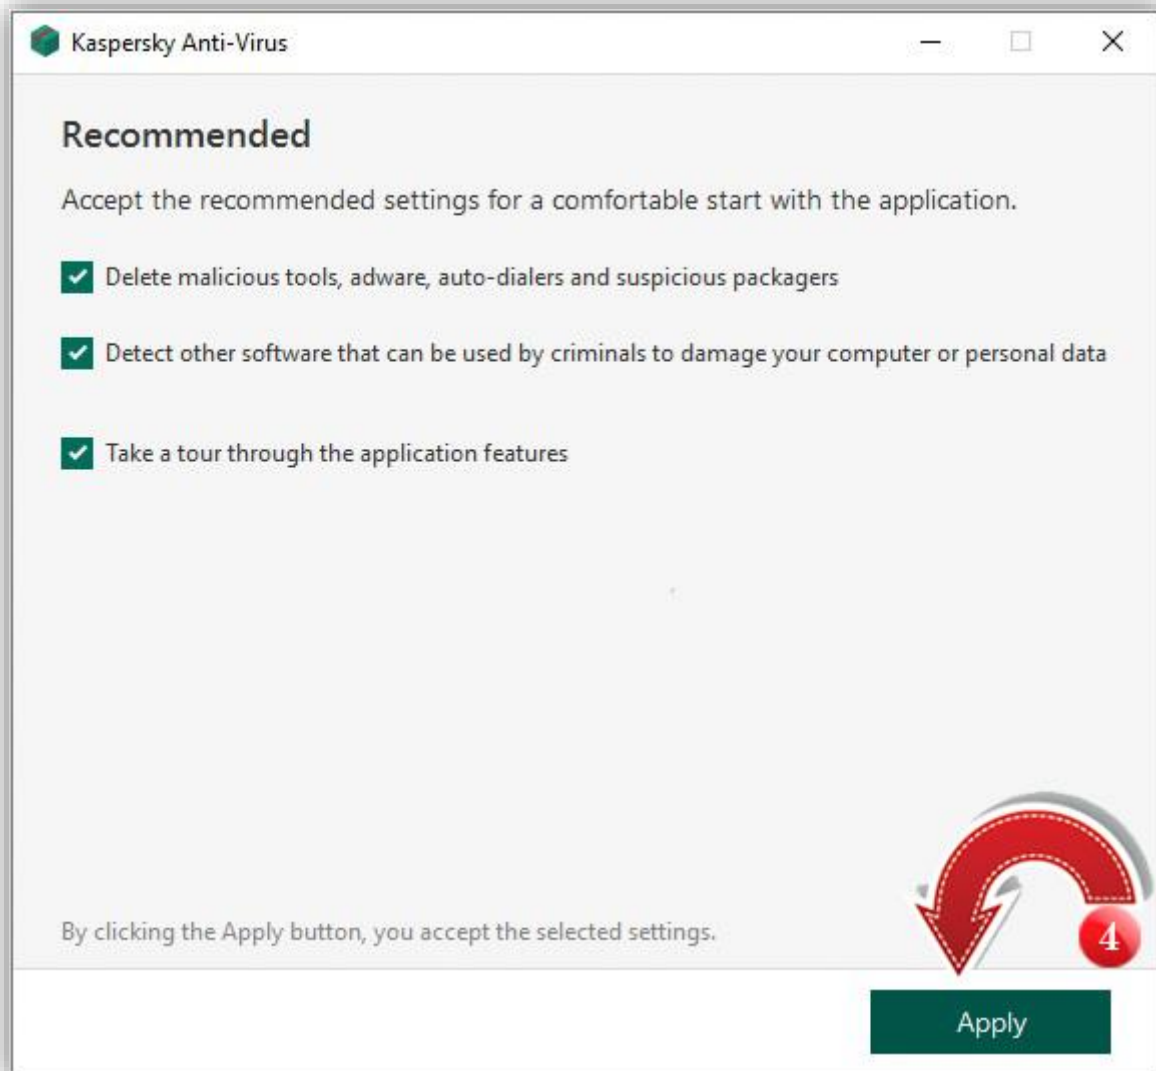 Kaspersky Anti-Virus
Recommended
Accept the recommended settings for a comfortable start with the application.
Delete malicious tools, adware, auto-dialers and suspicious packagers
Detect other software that can be used by criminals to damage your computer or personal data
Take a tour through the application features
By clicking the Apply button, you accept the selected settings.
4
Apply